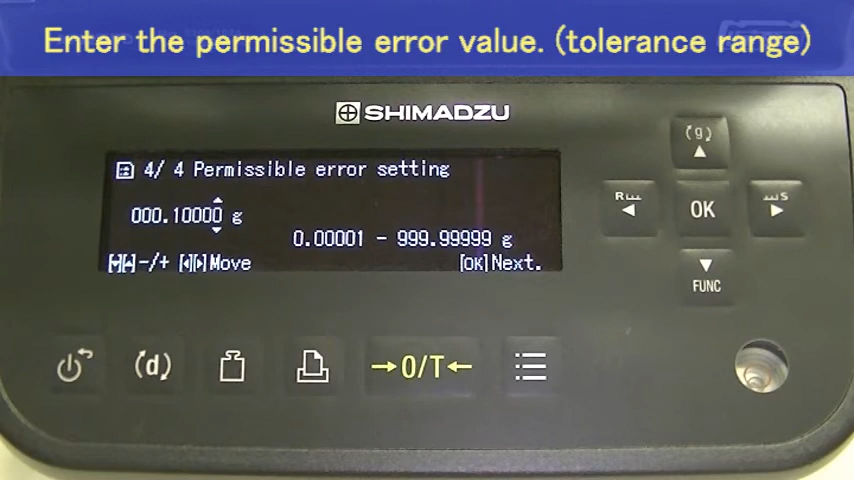 Enter the permissible error value. (tolerance range)
SHIMADZU
4/ 4 Permissible error setting
000.10000 g
0.00001 - 999.99999 g
-/+ Move
[OK]Next.
(g)
R
S
OK
FUNC
(d)
→0/T←